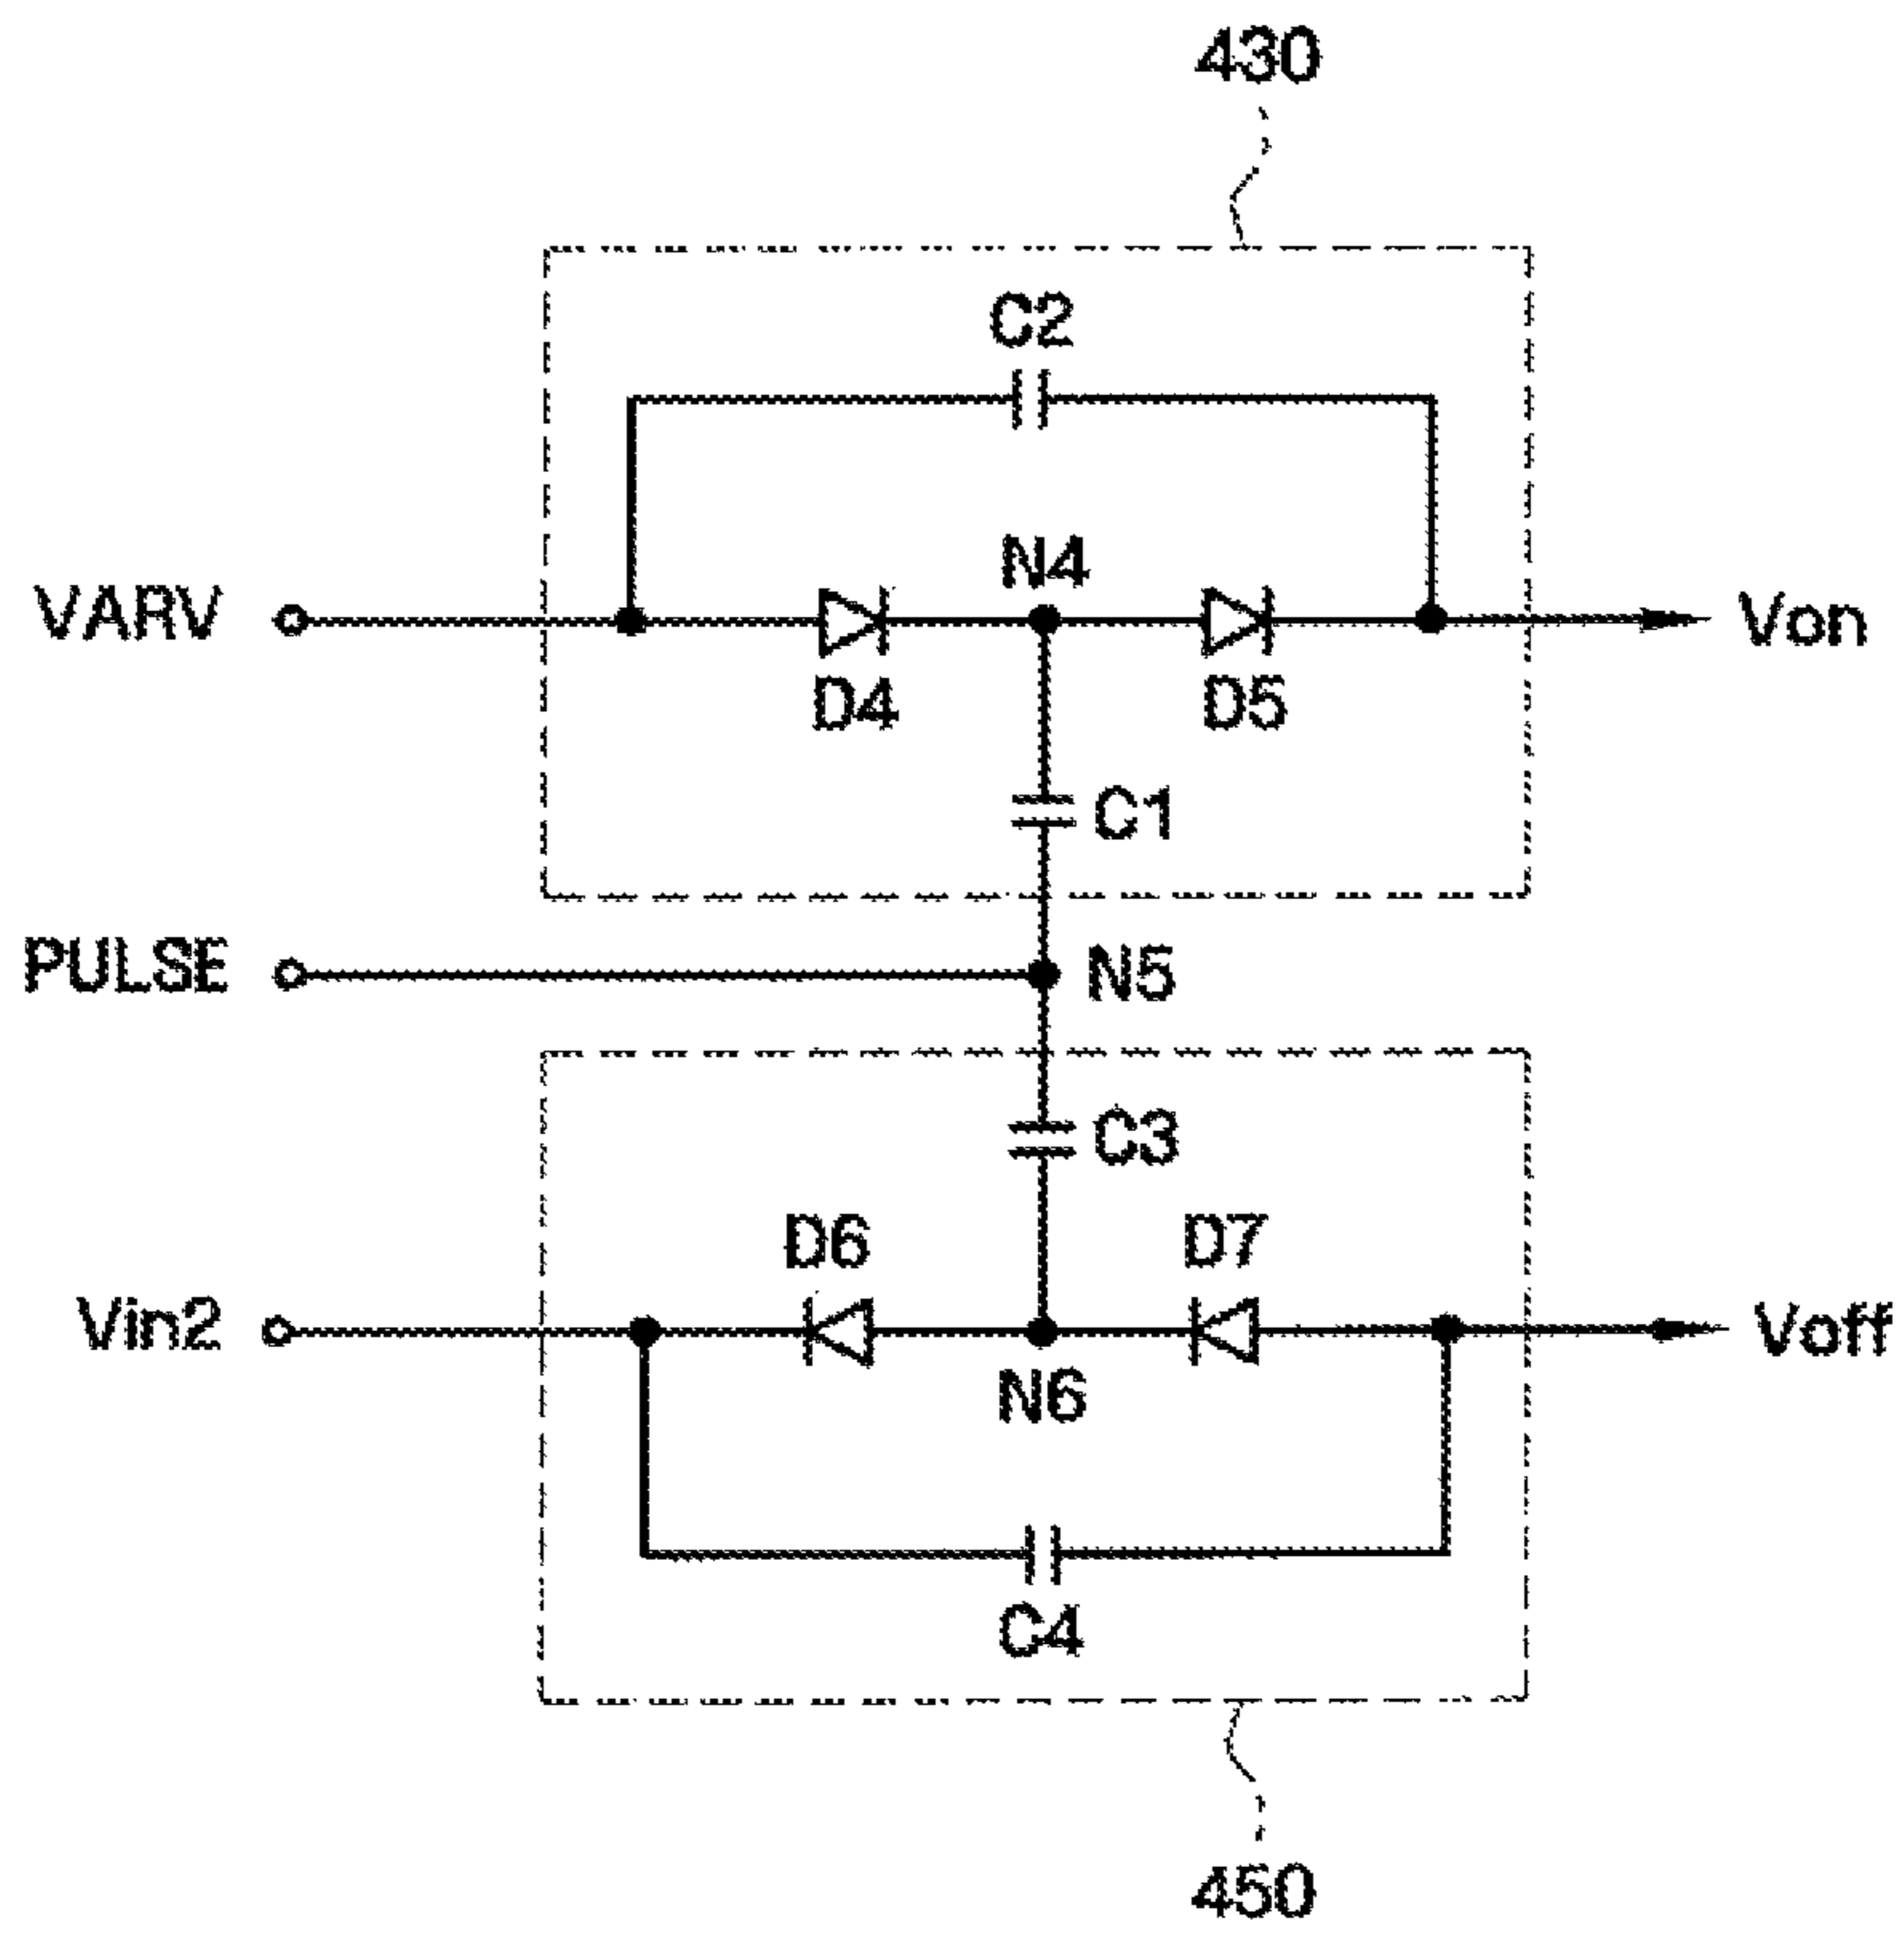 430
C2
N4
VARV
Von
D4
D5
C1
PULSE
N5
C3
D6
D7
Vin2
Voff
N6
C4
450